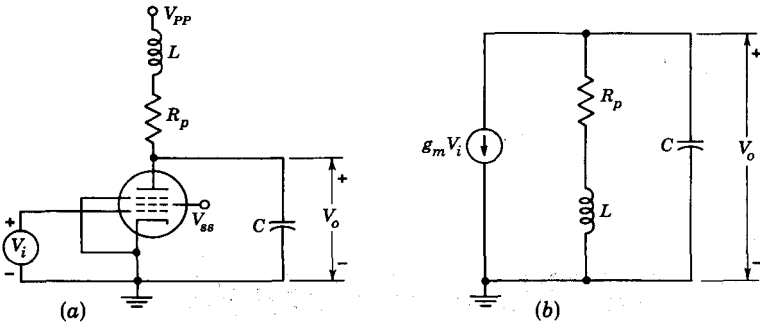 V_PP
L
R_p
V_ss
+
V_i
−
C
+
V_o
−
(a)
g_m V_i
R_p
L
C
+
V_o
−
(b)